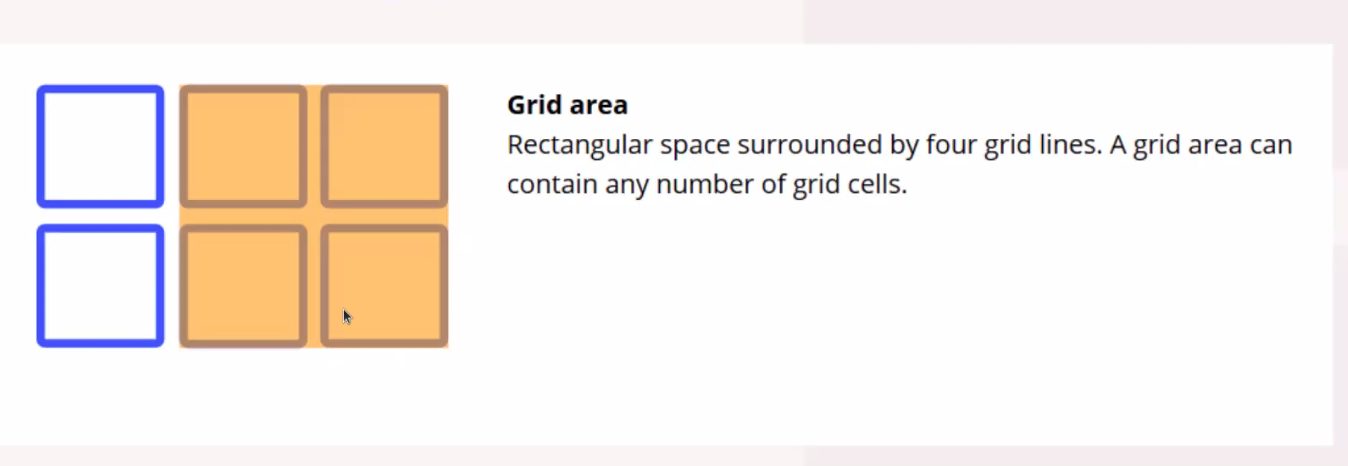 Grid area
Rectangular space surrounded by four grid lines. A grid area can
contain any number of grid cells.